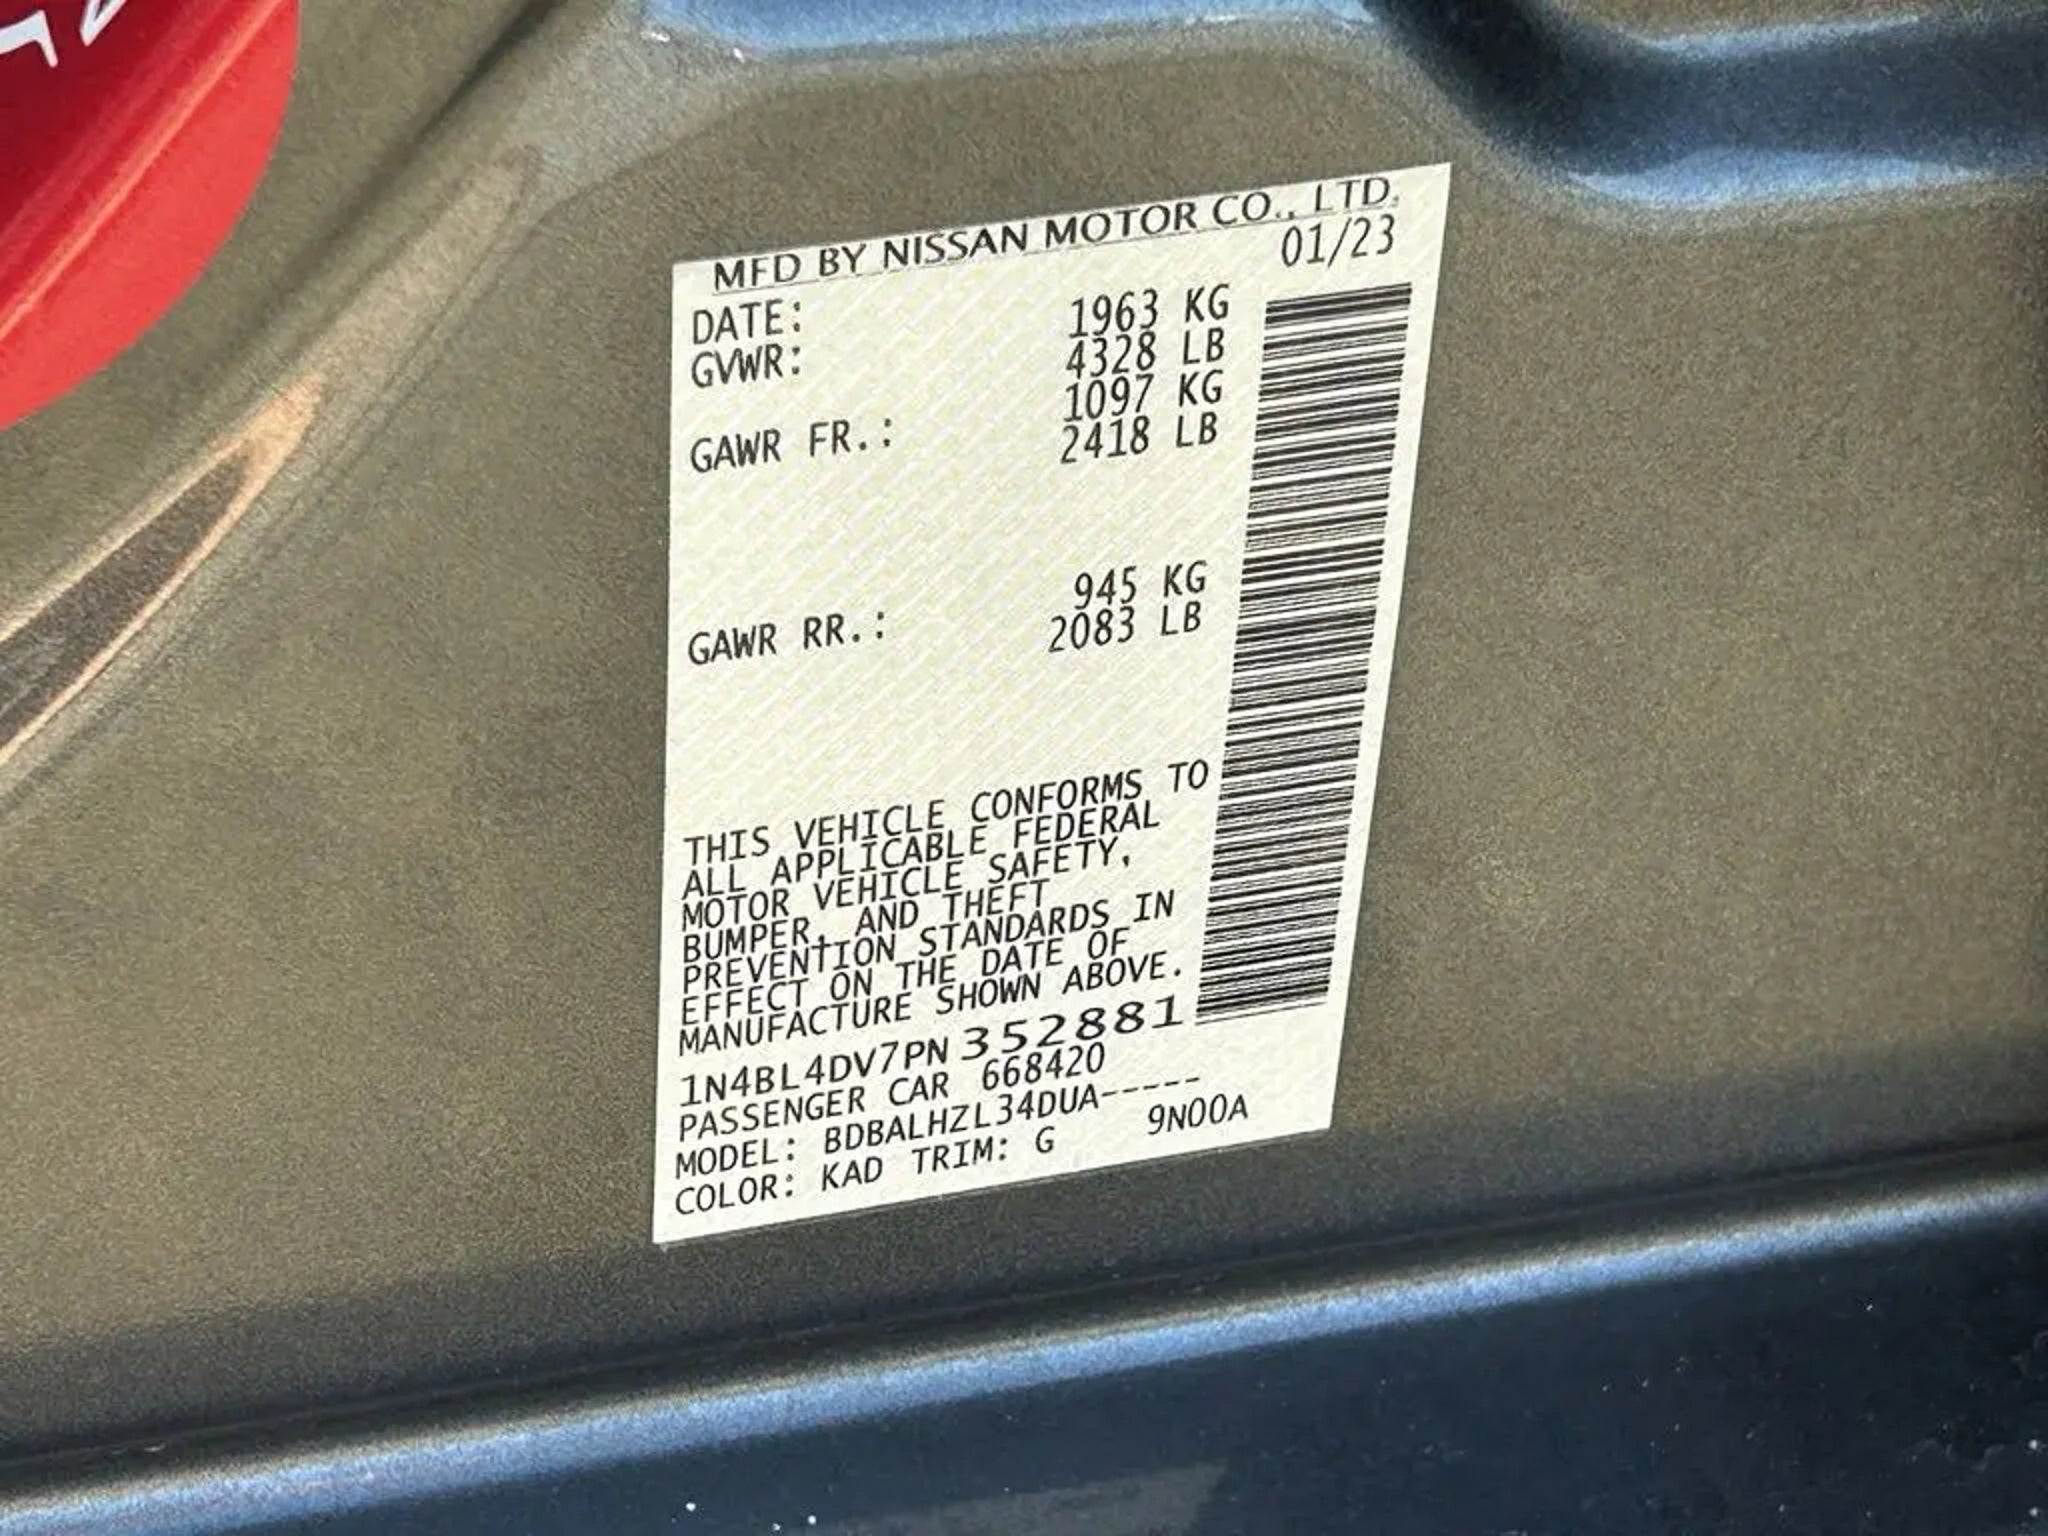 MFD BY NISSAN MOTOR CO., LTD.
DATE: 01/23
GVWR: 1963 KG
4328 LB
GAWR FR.: 1097 KG
2418 LB
GAWR RR.: 945 KG
2083 LB
THIS VEHICLE CONFORMS TO
ALL APPLICABLE FEDERAL
MOTOR VEHICLE SAFETY,
BUMPER, AND THEFT
PREVENTION STANDARDS IN
EFFECT ON THE DATE OF
MANUFACTURE SHOWN ABOVE.
1N4BL4DV7PN352881
PASSENGER CAR 668420
MODEL: BDBALHZL34DUA-----
COLOR: KAD TRIM: G 9N00A